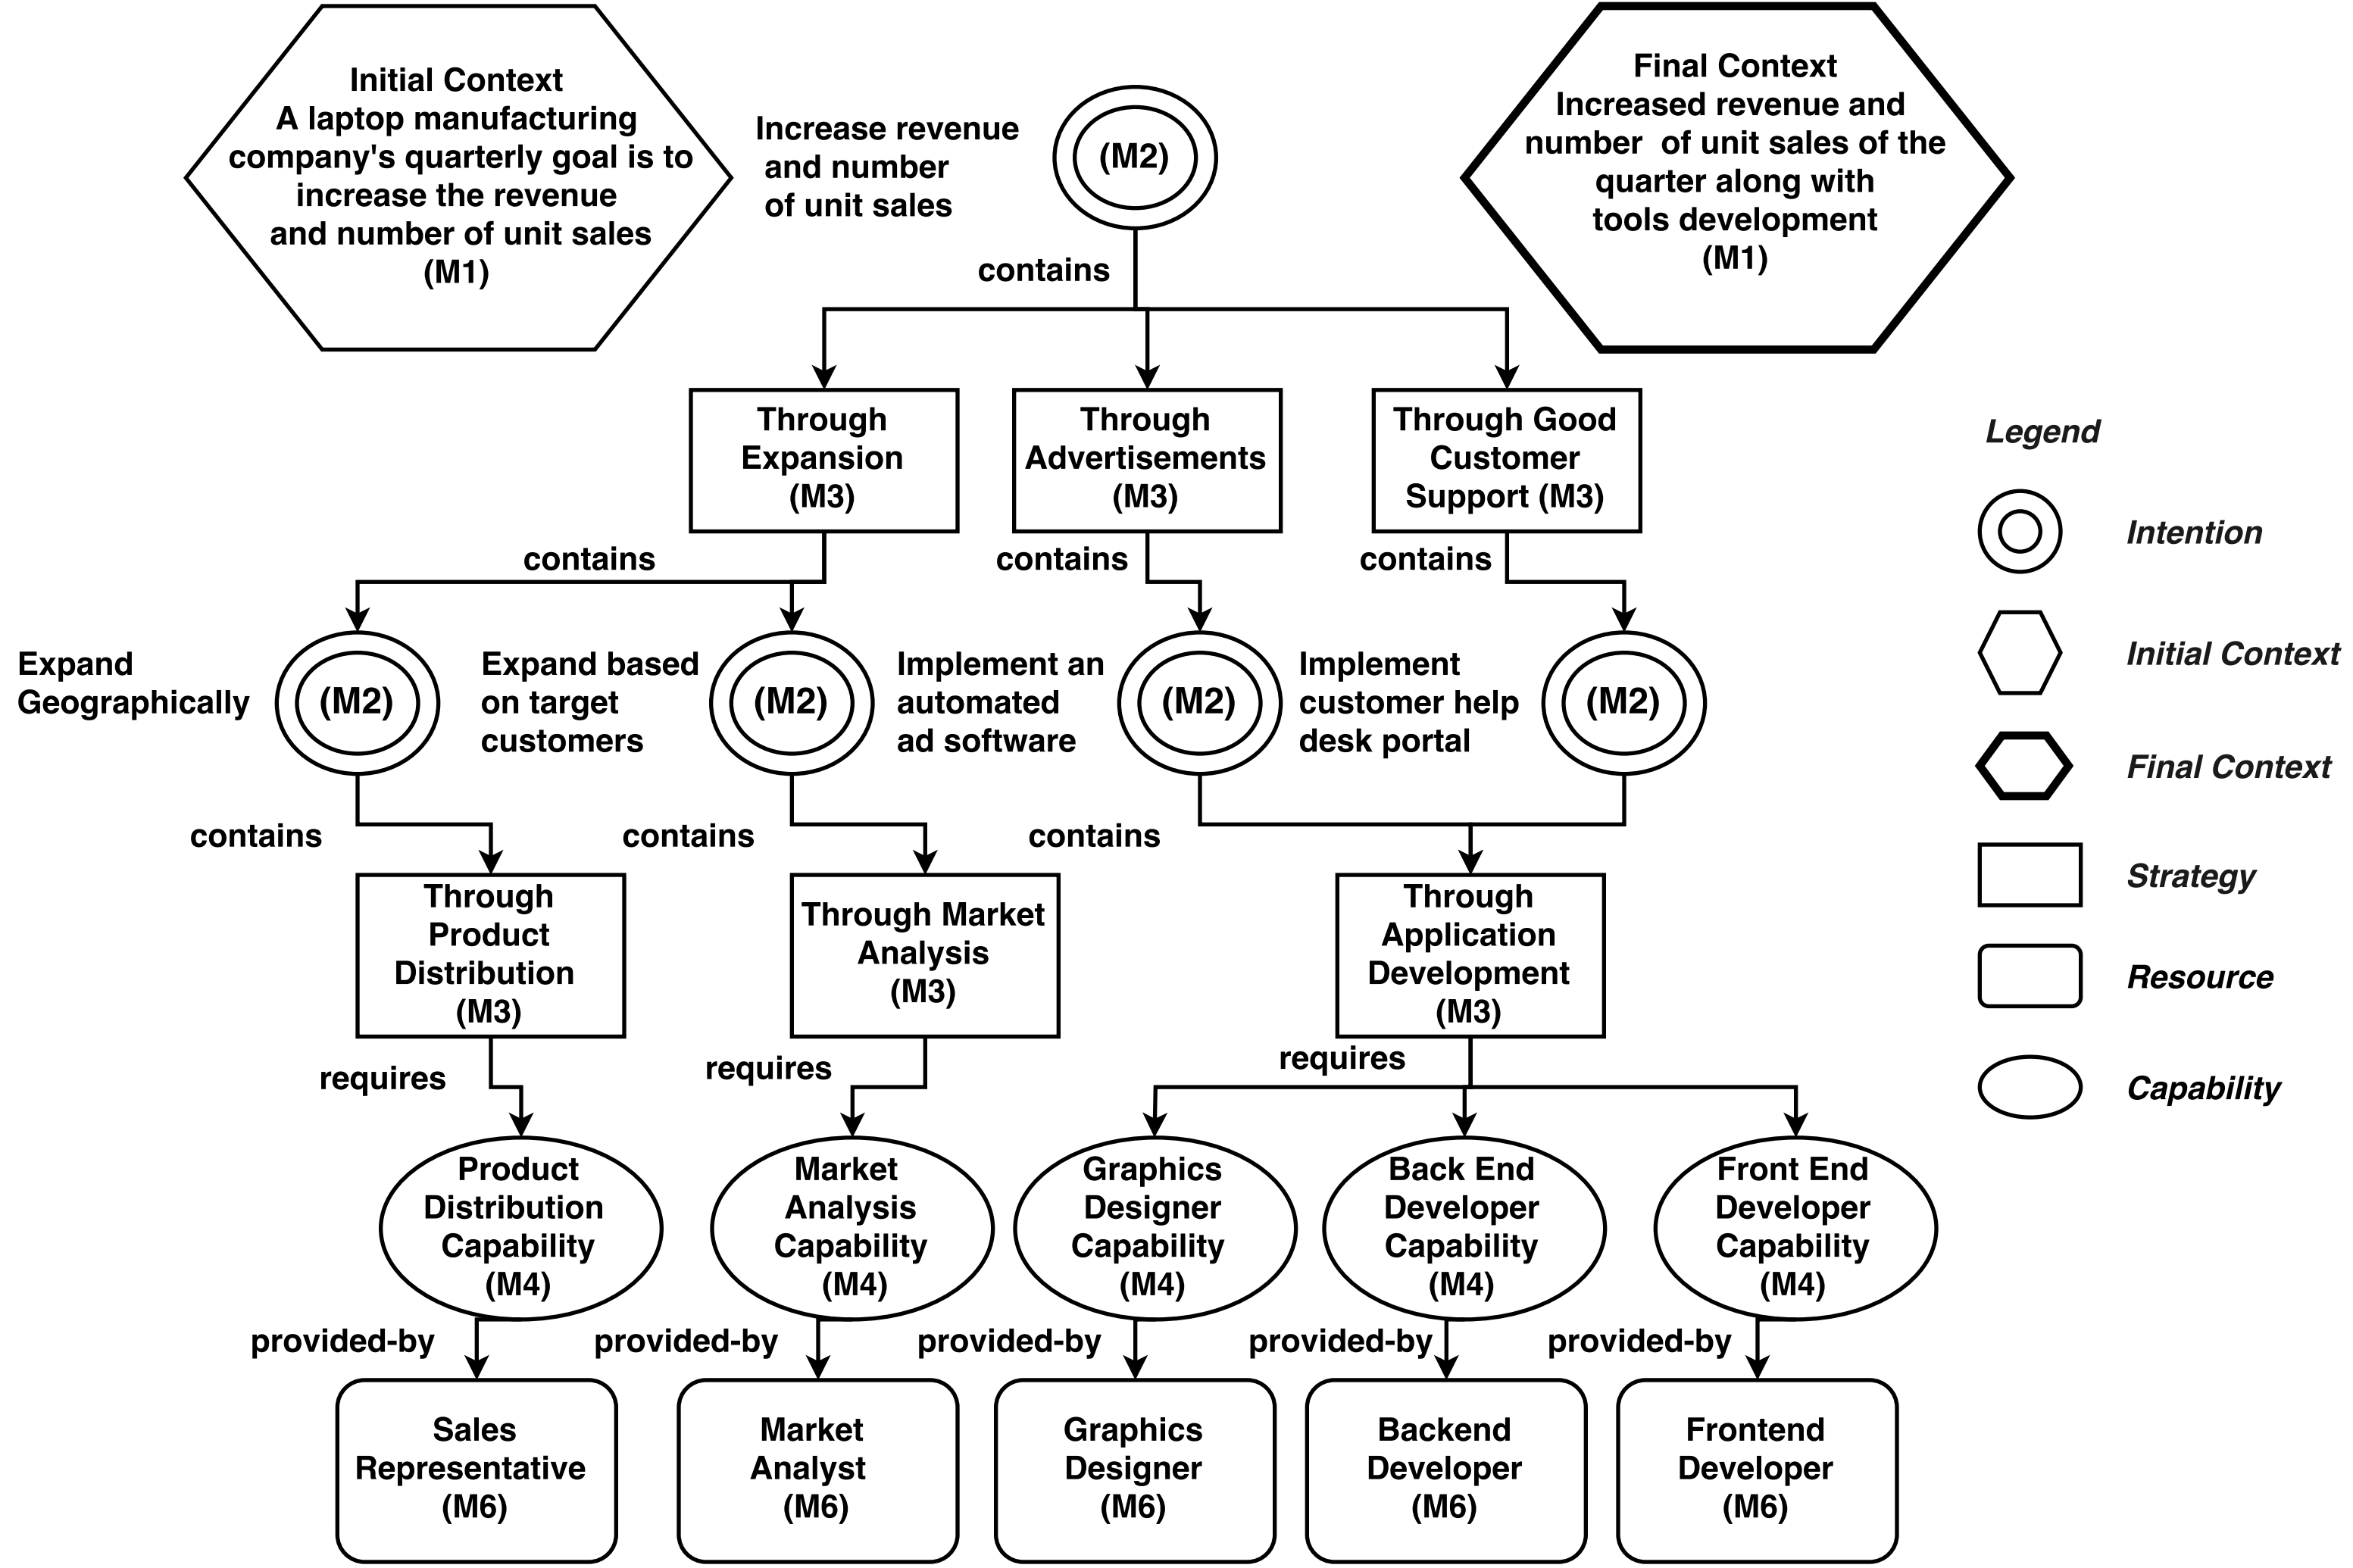 Initial Context
A laptop manufacturing
company's quarterly goal is to
increase the revenue
and number of unit sales
(M1)
Increase revenue
and number
of unit sales
(M2)
Final Context
Increased revenue and
number of unit sales of the
quarter along with
tools development
(M1)
contains
Through
Expansion
(M3)
Through
Advertisements
(M3)
Through Good
Customer
Support (M3)
contains
contains
contains
Expand
Geographically
(M2)
Expand based
on target
customers
(M2)
Implement an
automated
ad software
(M2)
Implement
customer help
desk portal
(M2)
contains
contains
contains
Through
Product
Distribution
(M3)
Through Market
Analysis
(M3)
Through
Application
Development
(M3)
requires
requires
requires
Product
Distribution
Capability
(M4)
Market
Analysis
Capability
(M4)
Graphics
Designer
Capability
(M4)
Back End
Developer
Capability
(M4)
Front End
Developer
Capability
(M4)
provided-by
provided-by
provided-by
provided-by
provided-by
Sales
Representative
(M6)
Market
Analyst
(M6)
Graphics
Designer
(M6)
Backend
Developer
(M6)
Frontend
Developer
(M6)
Legend
Intention
Initial Context
Final Context
Strategy
Resource
Capability